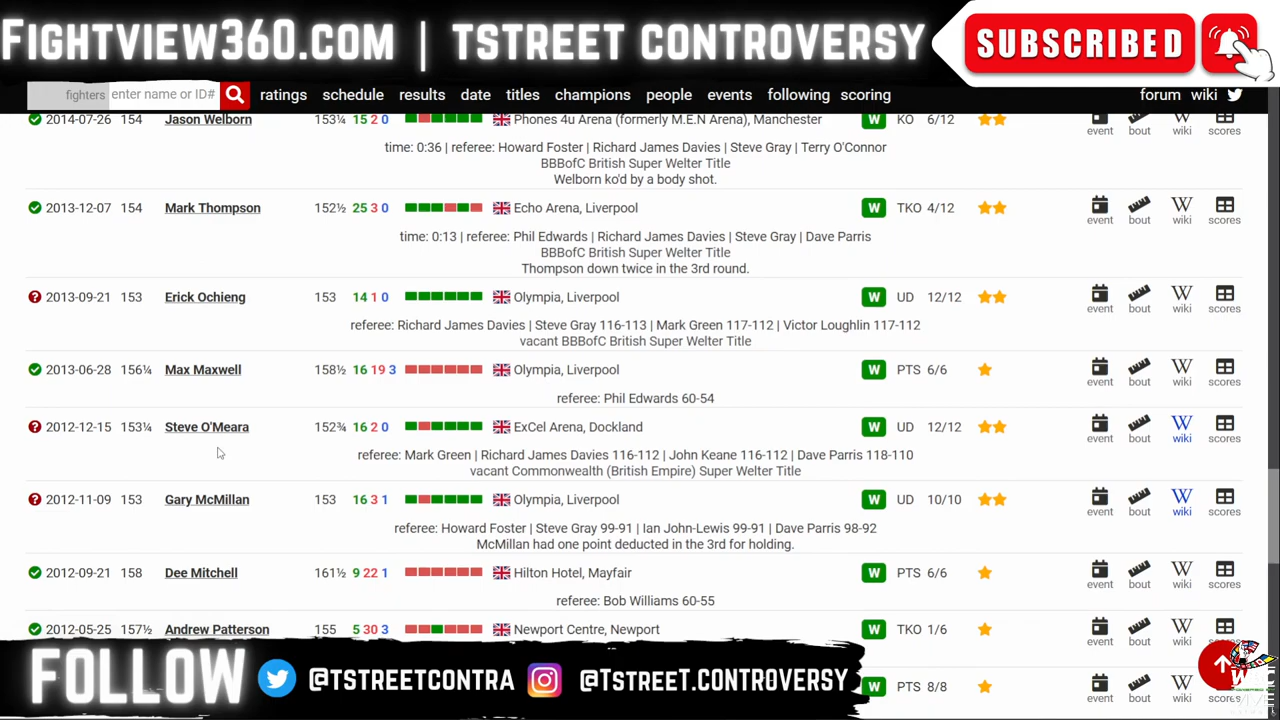 FIGHTVIEW360.COM | TSTREET CONTROVERSY
SUBSCRIBED
fighters enter name or ID# ratings schedule results date titles champions people events following scoring forum wiki
2014-07-26 154 Jason Welborn 153¼ 15 2 0 Phones 4u Arena (formerly M.E.N Arena), Manchester W KO 6/12 event bout wiki scores
time: 0:36 | referee: Howard Foster | Richard James Davies | Steve Gray | Terry O'Connor
BBBofC British Super Welter Title
Welborn ko'd by a body shot.
2013-12-07 154 Mark Thompson 152½ 25 3 0 Echo Arena, Liverpool W TKO 4/12 event bout wiki scores
time: 0:13 | referee: Phil Edwards | Richard James Davies | Steve Gray | Dave Parris
BBBofC British Super Welter Title
Thompson down twice in the 3rd round.
2013-09-21 153 Erick Ochieng 153 14 1 0 Olympia, Liverpool W UD 12/12 event bout wiki scores
referee: Richard James Davies | Steve Gray 116-113 | Mark Green 117-112 | Victor Loughlin 117-112
vacant BBBofC British Super Welter Title
2013-06-28 156¼ Max Maxwell 158½ 16 19 3 Olympia, Liverpool W PTS 6/6 event bout wiki scores
referee: Phil Edwards 60-54
2012-12-15 153¼ Steve O'Meara 152¾ 16 2 0 ExCel Arena, Dockland W UD 12/12 event bout wiki scores
referee: Mark Green | Richard James Davies 116-112 | John Keane 116-112 | Dave Parris 118-110
vacant Commonwealth (British Empire) Super Welter Title
2012-11-09 153 Gary McMillan 153 16 3 1 Olympia, Liverpool W UD 10/10 event bout wiki scores
referee: Howard Foster | Steve Gray 99-91 | Ian John-Lewis 99-91 | Dave Parris 98-92
McMillan had one point deducted in the 3rd for holding.
2012-09-21 158 Dee Mitchell 161½ 9 22 1 Hilton Hotel, Mayfair W PTS 6/6 event bout wiki scores
referee: Bob Williams 60-55
2012-05-25 157½ Andrew Patterson 155 5 30 3 Newport Centre, Newport W TKO 1/6 event bout wiki scores
FOLLOW @TSTREETCONTRA @TSTREET.CONTROVERSY
W PTS 8/8 event bout wiki scores